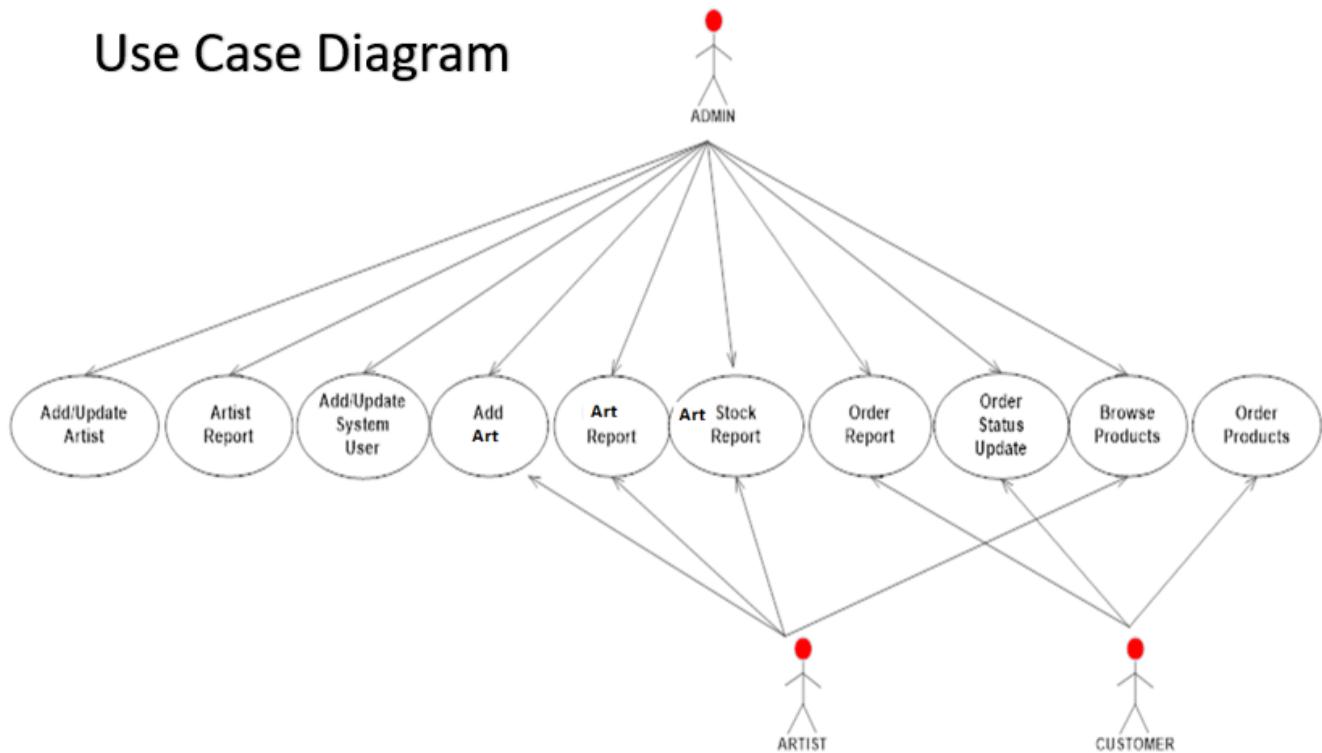 Use Case Diagram
ADMIN
Add/Update
Artist
Artist
Report
Add/Update
System
User
Add
Art
Art
Report
Art Stock
Report
Order
Report
Order
Status
Update
Browse
Products
Order
Products
ARTIST
CUSTOMER